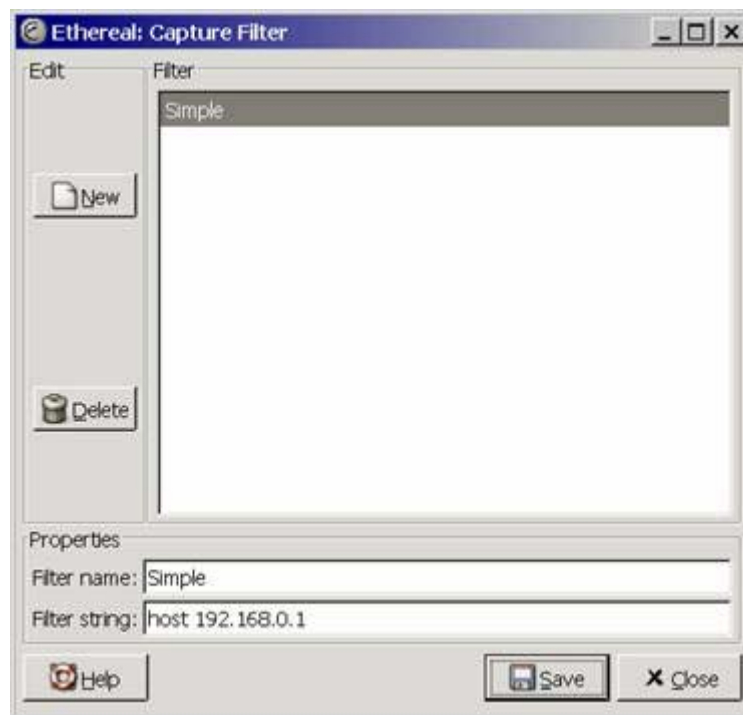 Ethereal: Capture Filter
Edit
Filter
Simple
New
Delete
Properties
Filter name: Simple
Filter string: host 192.168.0.1
Help
Save
Close